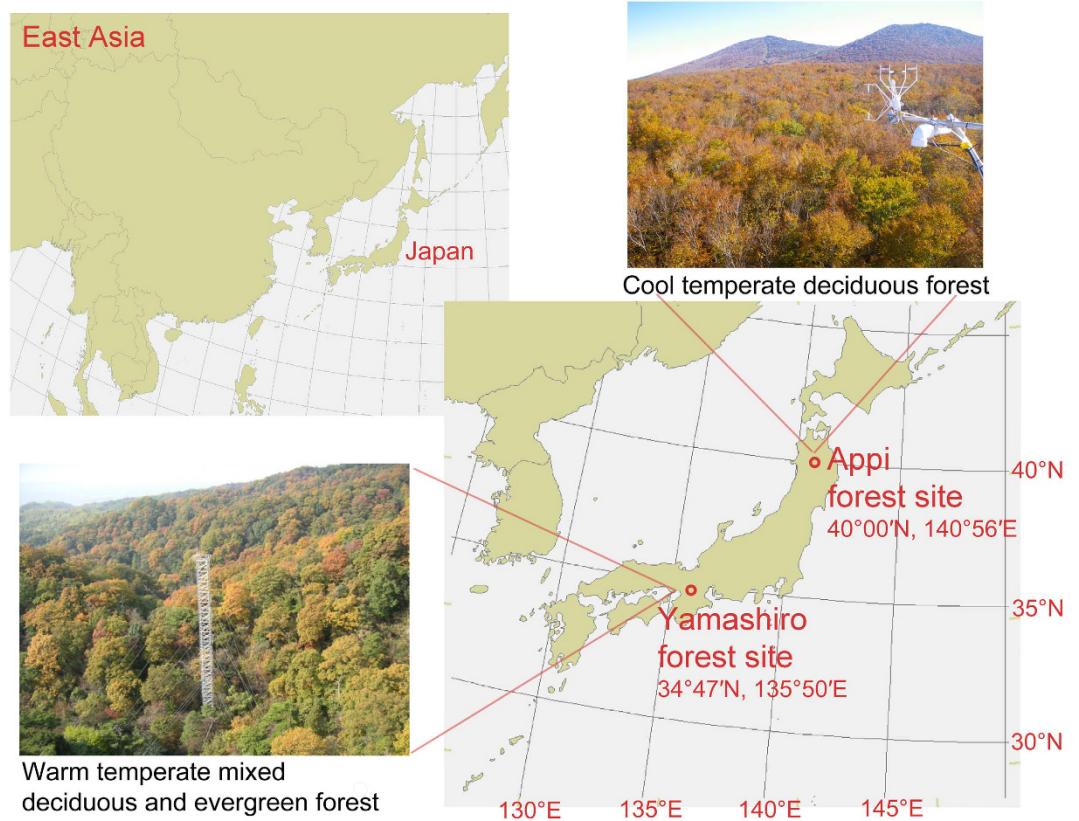 East Asia
Japan
Cool temperate deciduous forest
Appi
forest site
40°00′N, 140°56′E
Yamashiro
forest site
34°47′N, 135°50′E
40°N
35°N
30°N
130°E
135°E
140°E
145°E
Warm temperate mixed
deciduous and evergreen forest